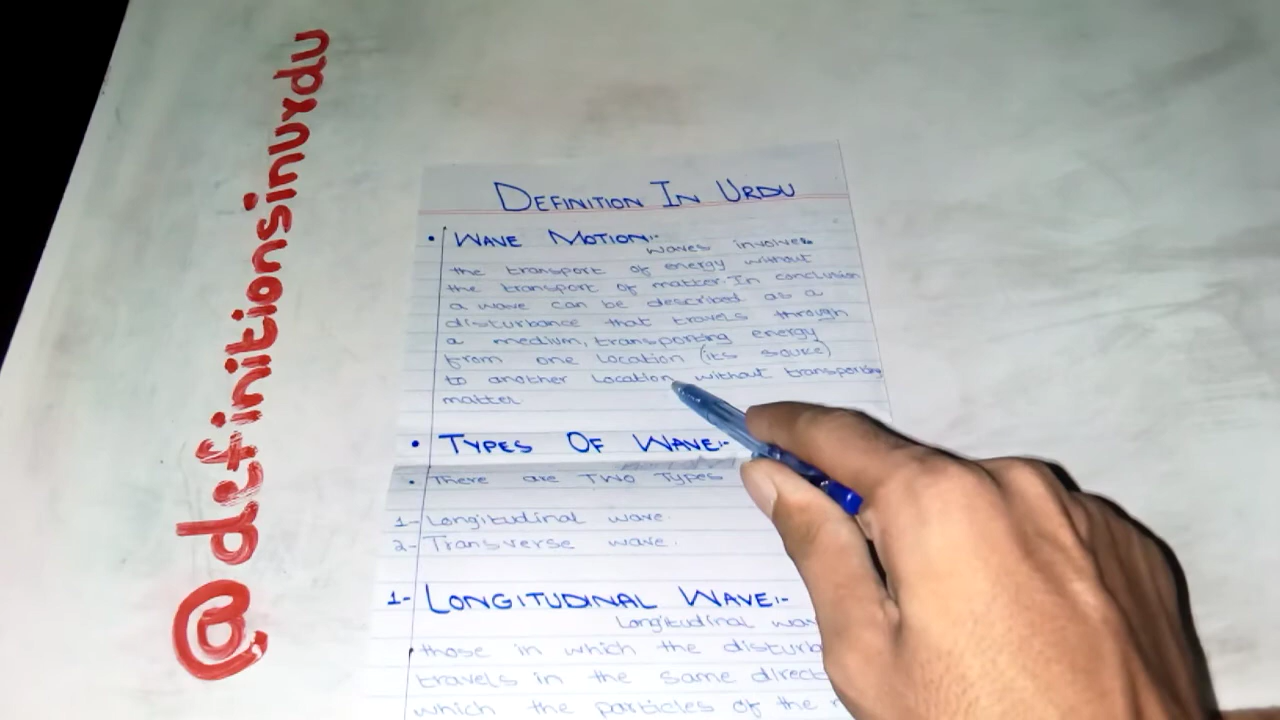 @definitionsinurdu
DEFINITION IN URDU
• WAVE MOTION:-
waves involves
the transport of energy without
the transport of matter. In conclusion
a wave can be described as a
disturbance that travels through
a medium, transporting energy
from one location (its souke)
to another location without transporting
matter
• TYPES OF WAVE:-
• There are TWO Types
1- Longitudinal wave.
2- Transverse wave.
1- LONGITUDINAL WAVE:-
Longitudinal
those in which the
travels in the same
which the particles of the